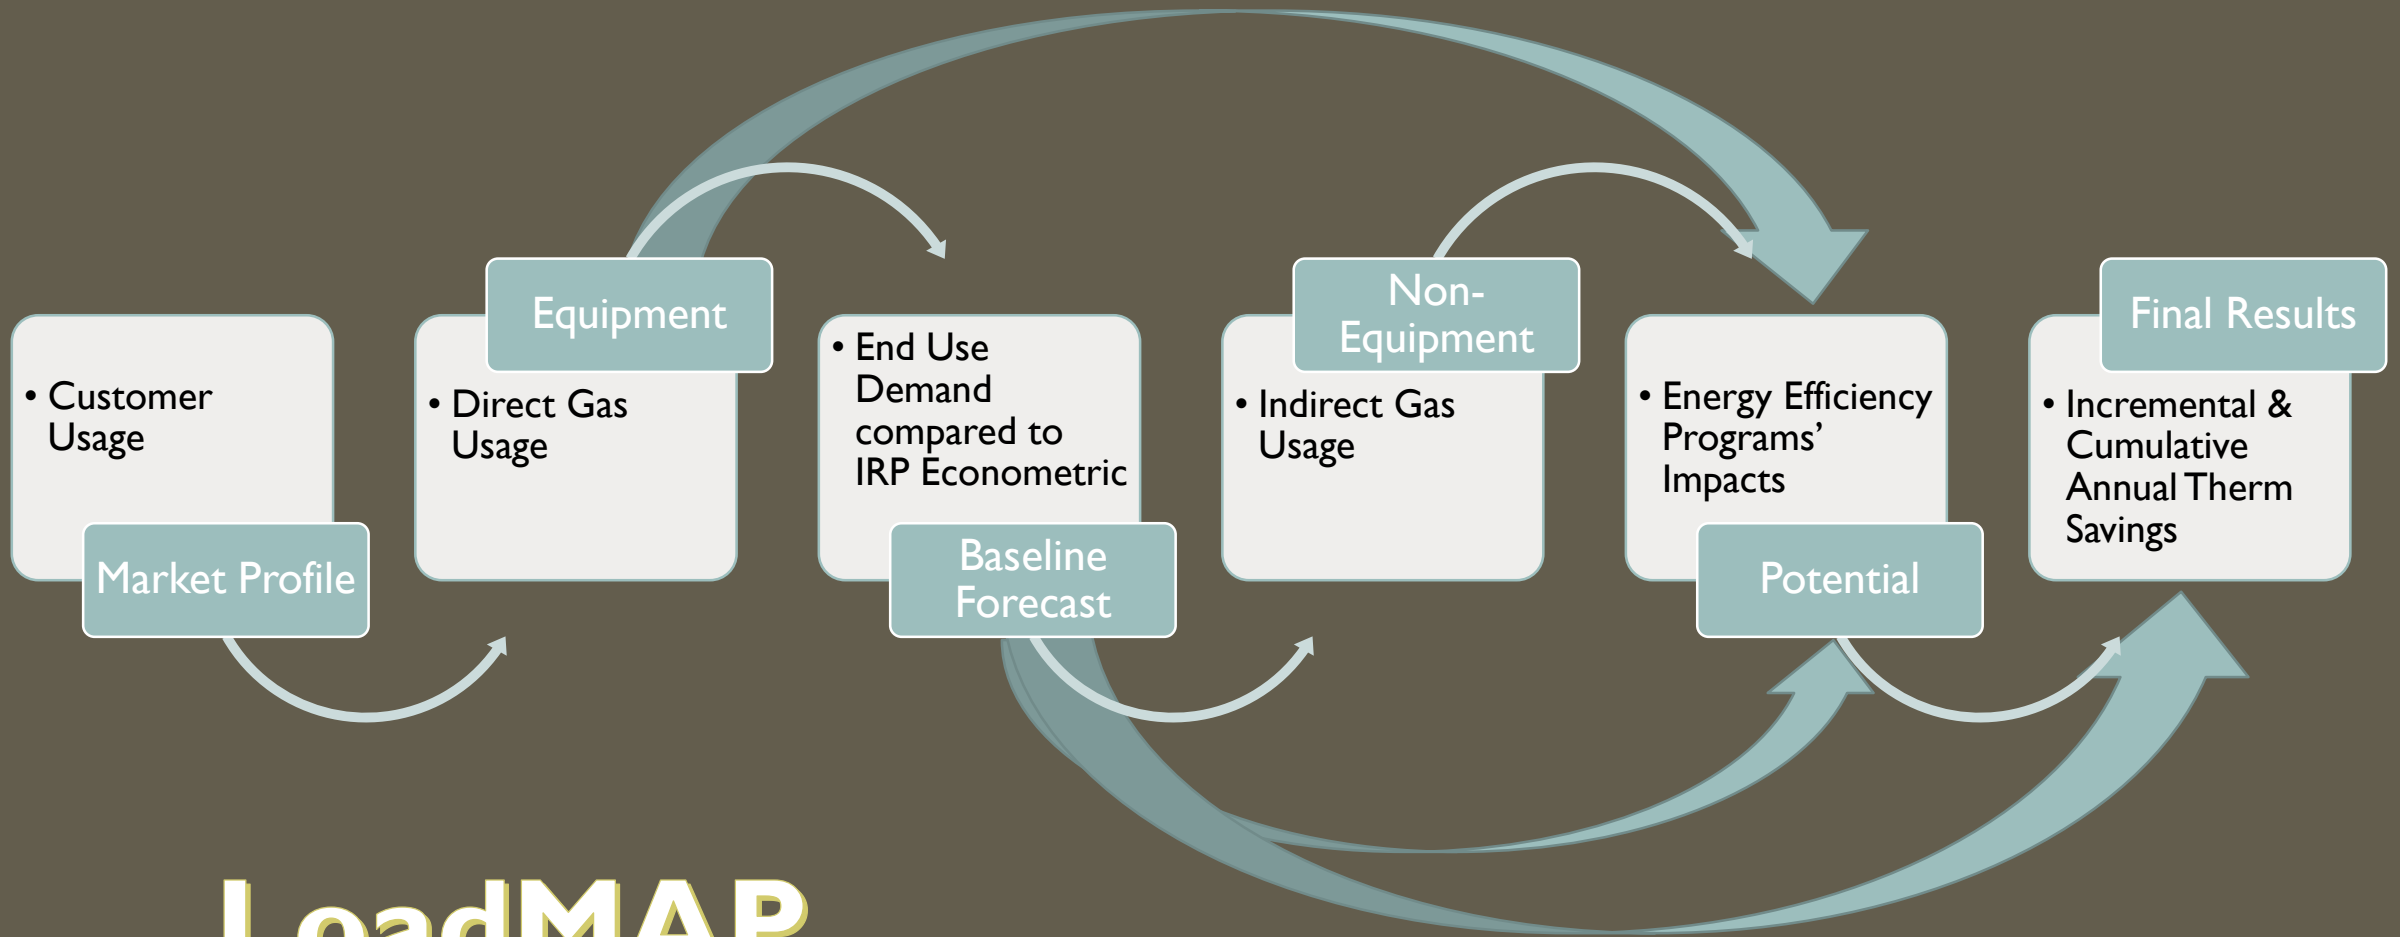 • Customer
Usage
Market Profile
Equipment
• Direct Gas
Usage
• End Use
Demand
compared to
IRP Econometric
Baseline
Forecast
Non-
Equipment
• Indirect Gas
Usage
• Energy Efficiency
Programs’
Impacts
Potential
Final Results
• Incremental &
Cumulative
Annual Therm
Savings
LoadMAP